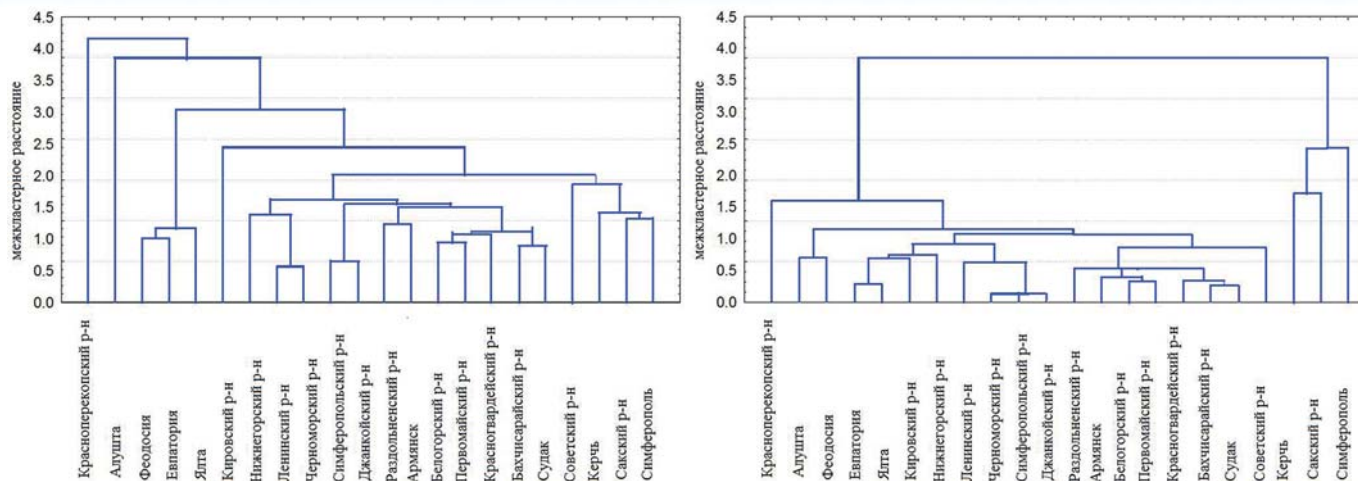 межкластерное расстояние
4.5
4.0
3.5
3.0
2.5
2.0
1.5
1.0
0.5
0.0
Красноперекопский р-н
Алушта
Феодосия
Евпатория
Ялта
Кировский р-н
Нижнегорский р-н
Ленинский р-н
Черноморский р-н
Симферопольский р-н
Джанкойский р-н
Раздольненский р-н
Армянск
Белогорский р-н
Первомайский р-н
Красногвардейский р-н
Бахчисарайский р-н
Судак
Советский р-н
Керчь
Сакский р-н
Симферополь
межкластерное расстояние
4.5
4.0
3.5
3.0
2.5
2.0
1.5
1.0
0.5
0.0
Красноперекопский р-н
Алушта
Феодосия
Евпатория
Ялта
Кировский р-н
Нижнегорский р-н
Ленинский р-н
Черноморский р-н
Симферопольский р-н
Джанкойский р-н
Раздольненский р-н
Армянск
Белогорский р-н
Первомайский р-н
Красногвардейский р-н
Бахчисарайский р-н
Судак
Советский р-н
Керчь
Сакский р-н
Симферополь